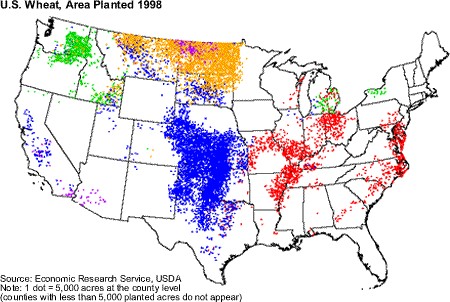 U.S. Wheat, Area Planted 1998
Source: Economic Research Service, USDA
Note: 1 dot = 5,000 acres at the county level
(counties with less than 5,000 planted acres do not appear)